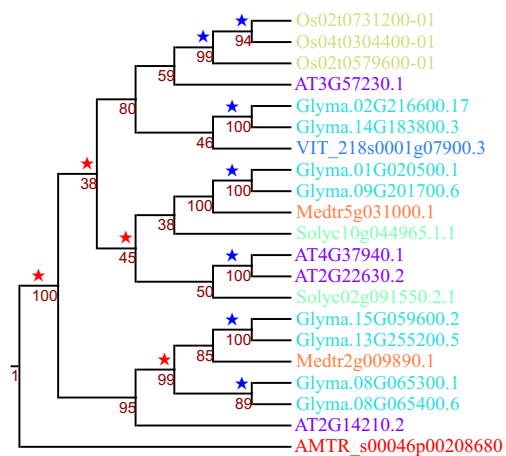 Os02t0731200-01
94
Os04t0304400-01
99
Os02t0579600-01
59
AT3G57230.1
80
Glyma.02G216600.17
100
Glyma.14G183800.3
46
VIT_218s0001g07900.3
38
Glyma.01G020500.1
100
Glyma.09G201700.6
100
Medtr5g031000.1
38
Solyc10g044965.1.1
45
AT4G37940.1
100
AT2G22630.2
50
Solyc02g091550.2.1
100
Glyma.15G059600.2
100
Glyma.13G255200.5
85
Medtr2g009890.1
99
Glyma.08G065300.1
89
Glyma.08G065400.6
95
AT2G14210.2
1
AMTR_s00046p00208680